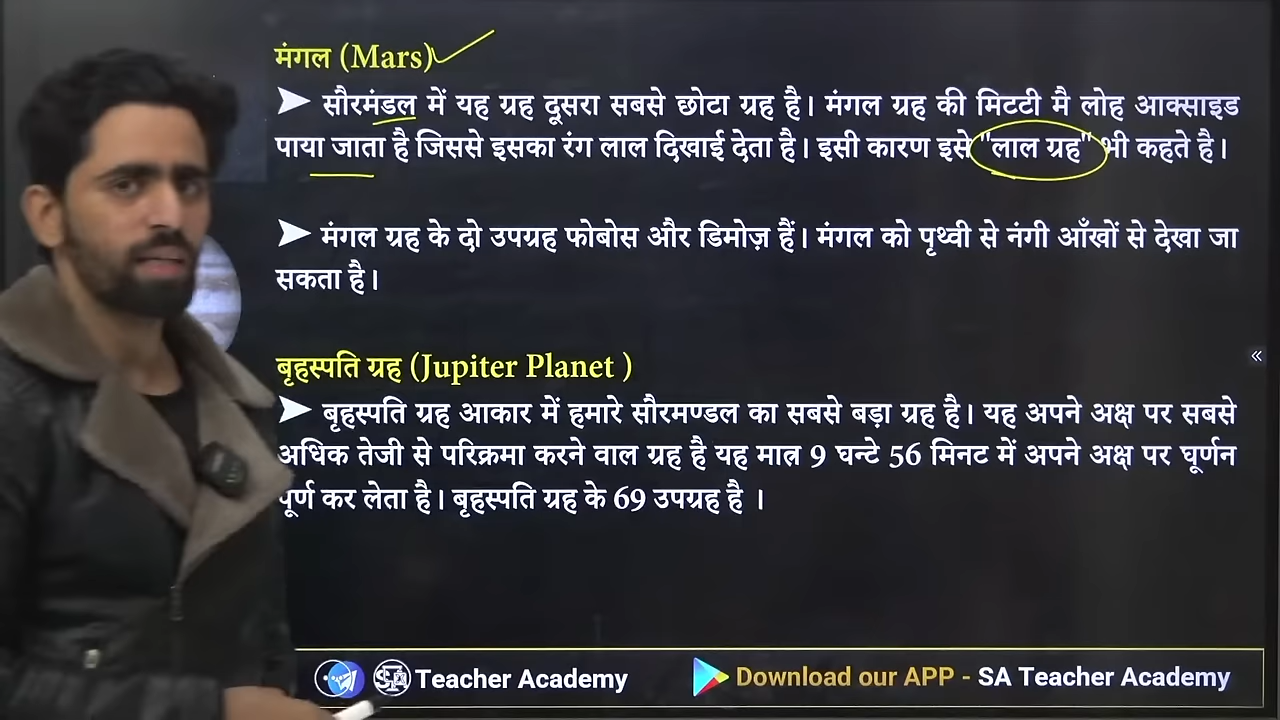 मंगल (Mars)
➤ सौरमंडल में यह ग्रह दूसरा सबसे छोटा ग्रह है। मंगल ग्रह की मिटटी मै लोह आक्साइड
पाया जाता है जिससे इसका रंग लाल दिखाई देता है। इसी कारण इसे "लाल ग्रह" भी कहते है।
➤ मंगल ग्रह के दो उपग्रह फोबोस और डिमोज़ हैं। मंगल को पृथ्वी से नंगी आँखों से देखा जा
सकता है।
बृहस्पति ग्रह (Jupiter Planet )
➤ बृहस्पति ग्रह आकार में हमारे सौरमण्डल का सबसे बड़ा ग्रह है। यह अपने अक्ष पर सबसे
अधिक तेजी से परिक्रमा करने वाल ग्रह है यह मात्र 9 घन्टे 56 मिनट में अपने अक्ष पर घूर्णन
पूर्ण कर लेता है। बृहस्पति ग्रह के 69 उपग्रह है ।
Teacher Academy
Download our APP - SA Teacher Academy